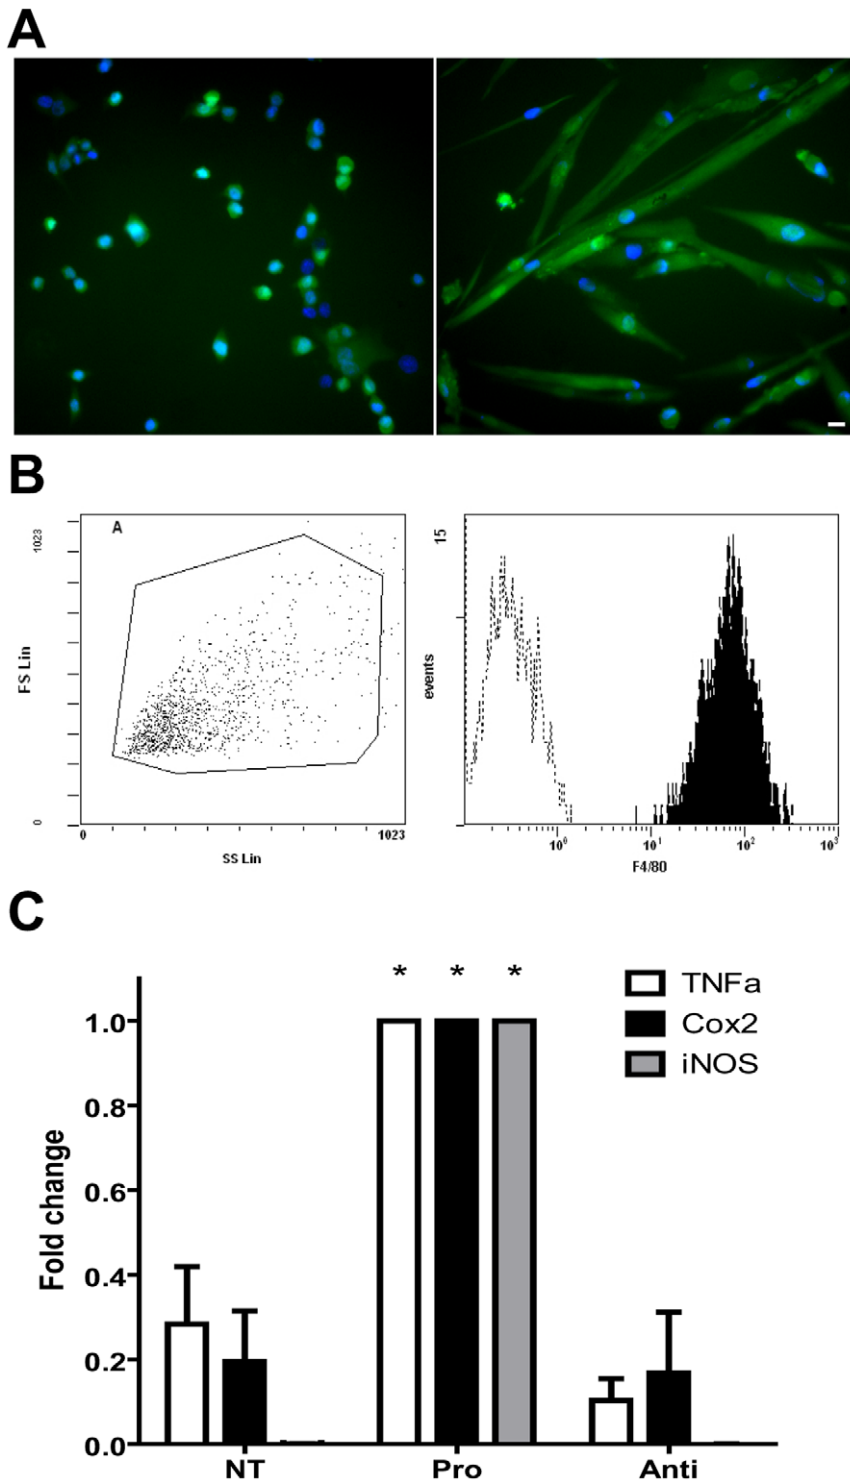 A
B
A
1023
FS Lin
0
0
1023
SS Lin
15
events
10⁰
10¹
10²
10³
F4/80
C
* * *
TNFa
Cox2
iNOS
Fold change
1.0
0.8
0.6
0.4
0.2
0.0
NT
Pro
Anti